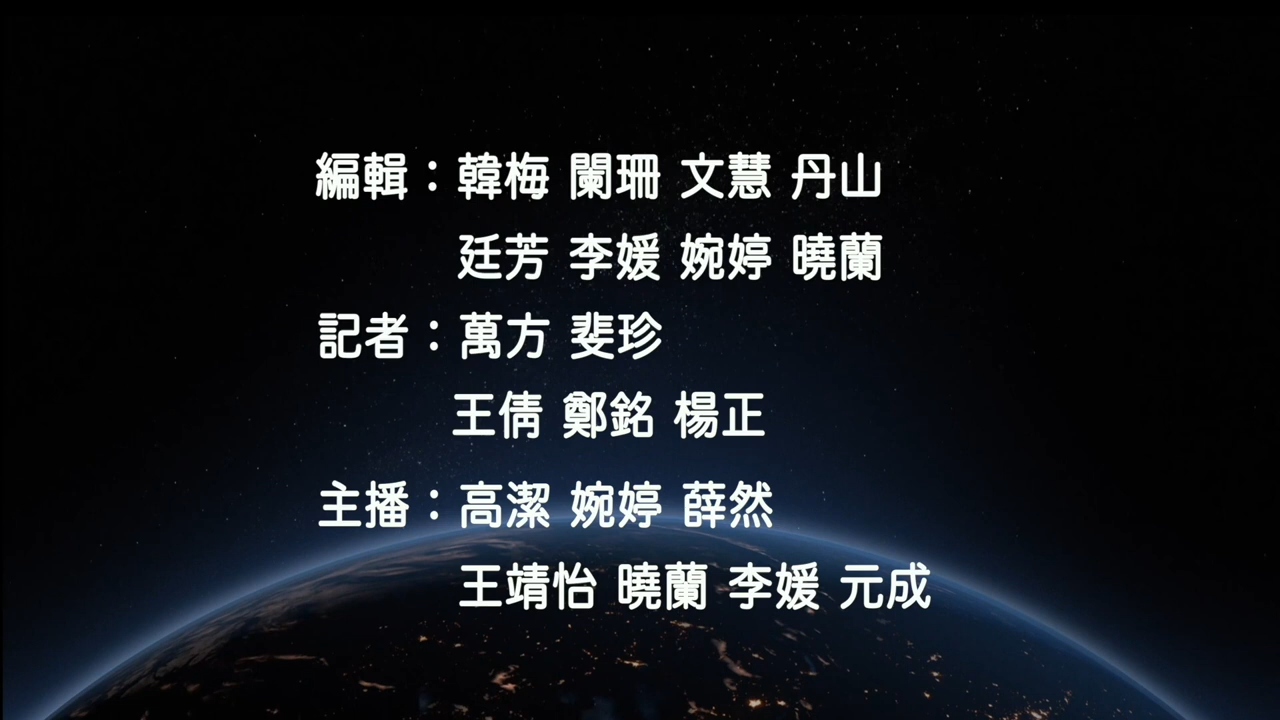 編輯：韓梅 闌珊 文慧 丹山
廷芳 李媛 婉婷 曉蘭
記者：萬方 斐珍
王倩 鄭銘 楊正
主播：高潔 婉婷 薛然
王靖怡 曉蘭 李媛 元成